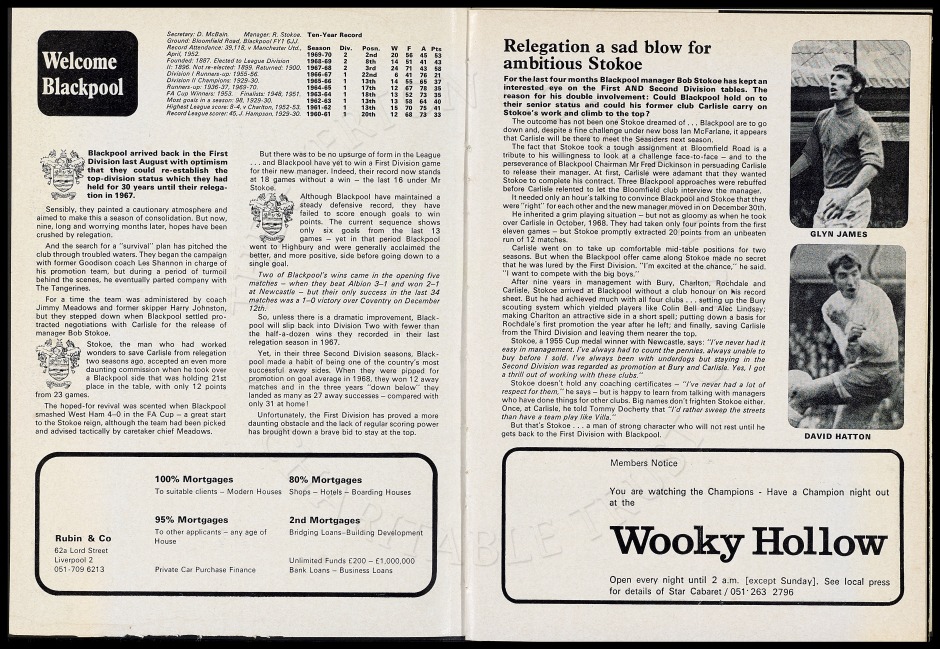 Welcome
Blackpool
Secretary: D. McBain. Manager: R. Stokoe.
Ground: Bloomfield Road, Blackpool FY1 6JJ.
Record Attendance: 39,118, v Manchester Utd.,
April, 1952.
Founded: 1887. Elected to League Division
II: 1896. Not re-elected: 1899. Returned: 1900.
Division I Runners-up: 1955-56.
Division II Champions: 1929-30.
Runners-up: 1936-37, 1969-70.
FA Cup Winners: 1953. Finalists: 1948, 1951.
Most goals in a season: 98, 1929-30.
Highest League score: 8-4, v Charlton, 1952-53.
Record League scorer: 45, J. Hampson, 1929-30.
Ten-Year Record
Season Div. Posn. W F A Pts
1969-70 2 2nd 20 56 45 53
1968-69 2 8th 14 51 41 43
1967-68 2 3rd 24 71 43 58
1966-67 1 22nd 6 41 76 21
1965-66 1 13th 14 55 65 37
1964-65 1 17th 12 67 78 35
1963-64 1 18th 13 52 73 35
1962-63 1 13th 13 58 64 40
1961-62 1 13th 15 70 75 41
1960-61 1 20th 12 68 73 33
Blackpool arrived back in the First
Division last August with optimism
that they could re-establish the
top-division status which they had
held for 30 years until their relega-
tion in 1967.
Sensibly, they painted a cautionary atmosphere and
aimed to make this a season of consolidation. But now,
nine, long and worrying months later, hopes have been
crushed by relegation.
And the search for a "survival" plan has pitched the
club through troubled waters. They began the campaign
with former Goodison coach Les Shannon in charge of
his promotion team, but during a period of turmoil
behind the scenes, he eventually parted company with
The Tangerines.
For a time the team was administered by coach
Jimmy Meadows and former skipper Harry Johnston,
but they stepped down when Blackpool settled pro-
tracted negotiations with Carlisle for the release of
manager Bob Stokoe.
Stokoe, the man who had worked
wonders to save Carlisle from relegation
two seasons ago, accepted an even more
daunting commission when he took over
a Blackpool side that was holding 21st
place in the table, with only 12 points
from 23 games.
The hoped-for revival was scented when Blackpool
smashed West Ham 4–0 in the FA Cup – a great start
to the Stokoe reign, although the team had been picked
and advised tactically by caretaker chief Meadows.
But there was to be no upsurge of form in the League
. . . and Blackpool have yet to win a First Division game
for their new manager. Indeed, their record now stands
at 18 games without a win – the last 16 under Mr
Stokoe.
Although Blackpool have maintained a
steady defensive record, they have
failed to score enough goals to win
points. The current sequence shows
only six goals from the last 13
games – yet in that period Blackpool
went to Highbury and were generally acclaimed the
better, and more positive, side before going down to a
single goal.
Two of Blackpool's wins came in the opening five
matches – when they beat Albion 3–1 and won 2–1
at Newcastle – but their only success in the last 34
matches was a 1–0 victory over Coventry on December
12th.
So, unless there is a dramatic improvement, Black-
pool will slip back into Division Two with fewer than
the half-a-dozen wins they recorded in their last
relegation season in 1967.
Yet, in their three Second Division seasons, Black-
pool made a habit of being one of the country's most
successful away sides. When they were pipped for
promotion on goal average in 1968, they won 12 away
matches and in the three years "down below" they
landed as many as 27 away successes – compared with
only 31 at home!
Unfortunately, the First Division has proved a more
daunting obstacle and the lack of regular scoring power
has brought down a brave bid to stay at the top.
Rubin & Co
62a Lord Street
Liverpool 2
051-709 6213
100% Mortgages
To suitable clients – Modern Houses
95% Mortgages
To other applicants – any age of
House
Private Car Purchase Finance
80% Mortgages
Shops – Hotels – Boarding Houses
2nd Mortgages
Bridging Loans–Building Development
Unlimited Funds £200 – £1,000,000
Bank Loans – Business Loans
Relegation a sad blow for
ambitious Stokoe
For the last four months Blackpool manager Bob Stokoe has kept an
interested eye on the First AND Second Division tables. The
reason for his double involvement: Could Blackpool hold on to
their senior status and could his former club Carlisle carry on
Stokoe's work and climb to the top?
The outcome has not been one Stokoe dreamed of . . . Blackpool are to go
down and, despite a fine challenge under new boss Ian McFarlane, it appears
that Carlisle will be there to meet the Seasiders next season.
The fact that Stokoe took a tough assignment at Bloomfield Road is a
tribute to his willingness to look at a challenge face-to-face – and to the
perseverance of Blackpool Chairman Mr Fred Dickinson in persuading Carlisle
to release their manager. At first, Carlisle were adamant that they wanted
Stokoe to complete his contract. Three Blackpool approaches were rebuffed
before Carlisle relented to let the Bloomfield club interview the manager.
It needed only an hour's talking to convince Blackpool and Stokoe that they
were "right" for each other and the new manager moved in on December 30th.
He inherited a grim playing situation – but not as gloomy as when he took
over Carlisle in October, 1968. They had taken only four points from the first
eleven games – but Stokoe promptly extracted 20 points from an unbeaten
run of 12 matches.
Carlisle went on to take up comfortable mid-table positions for two
seasons. But when the Blackpool offer came along Stokoe made no secret
that he was lured by the First Division. "I'm excited at the chance," he said.
"I want to compete with the big boys."
After nine years in management with Bury, Charlton, Rochdale and
Carlisle, Stokoe arrived at Blackpool without a club honour on his record
sheet. But he had achieved much with all four clubs . . . setting up the Bury
scouting system which yielded players like Colin Bell and Alec Lindsay;
making Charlton an attractive side in a short spell; putting down a basis for
Rochdale's first promotion the year after he left; and finally, saving Carlisle
from the Third Division and leaving them nearer the top.
Stokoe, a 1955 Cup medal winner with Newcastle, says: "I've never had it
easy in management. I've always had to count the pennies, always unable to
buy before I sold. I've always been with underdogs but staying in the
Second Division was regarded as promotion at Bury and Carlisle. Yes, I got
a thrill out of working with these clubs."
Stokoe doesn't hold any coaching certificates – "I've never had a lot of
respect for them," he says – but is happy to learn from talking with managers
who have done things for other clubs. Big names don't frighten Stokoe either.
Once, at Carlisle, he told Tommy Docherty that "I'd rather sweep the streets
than have a team play like Villa."
But that's Stokoe . . . a man of strong character who will not rest until he
gets back to the First Division with Blackpool.
GLYN JAMES
DAVID HATTON
Members Notice
You are watching the Champions - Have a Champion night out
at the
Wooky Hollow
Open every night until 2 a.m. [except Sunday]. See local press
for details of Star Cabaret / 051·263 2796